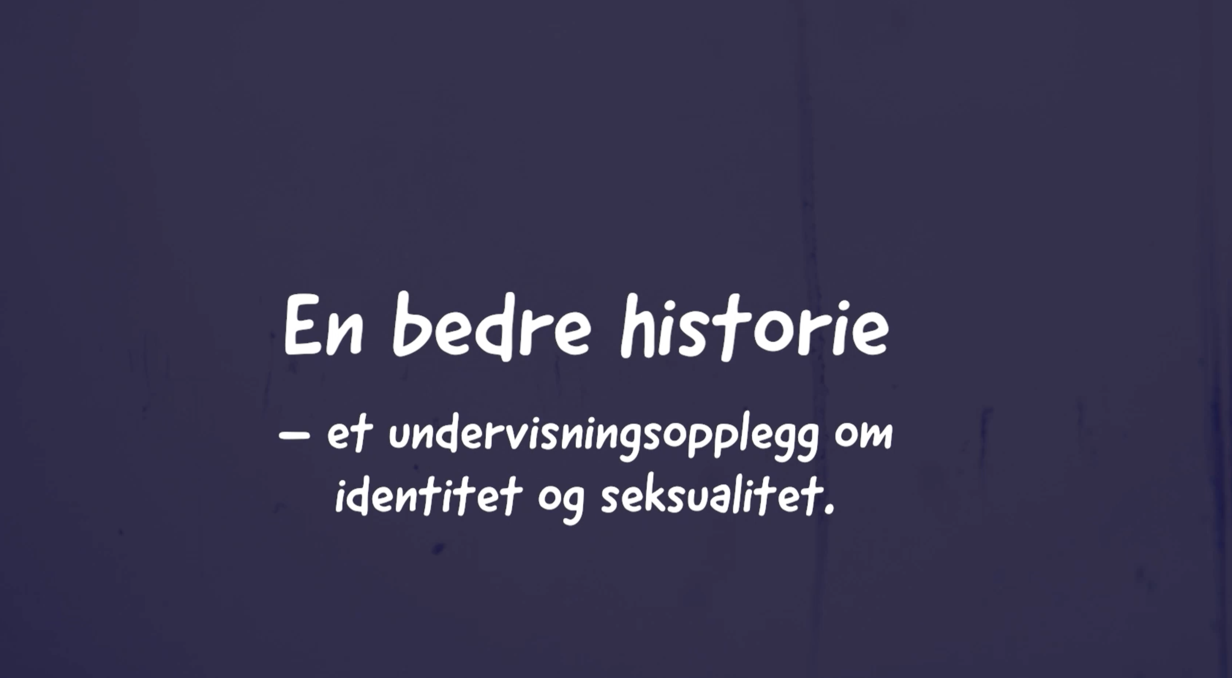 En bedre historie
– et undervisningsopplegg om
identitet og seksualitet.